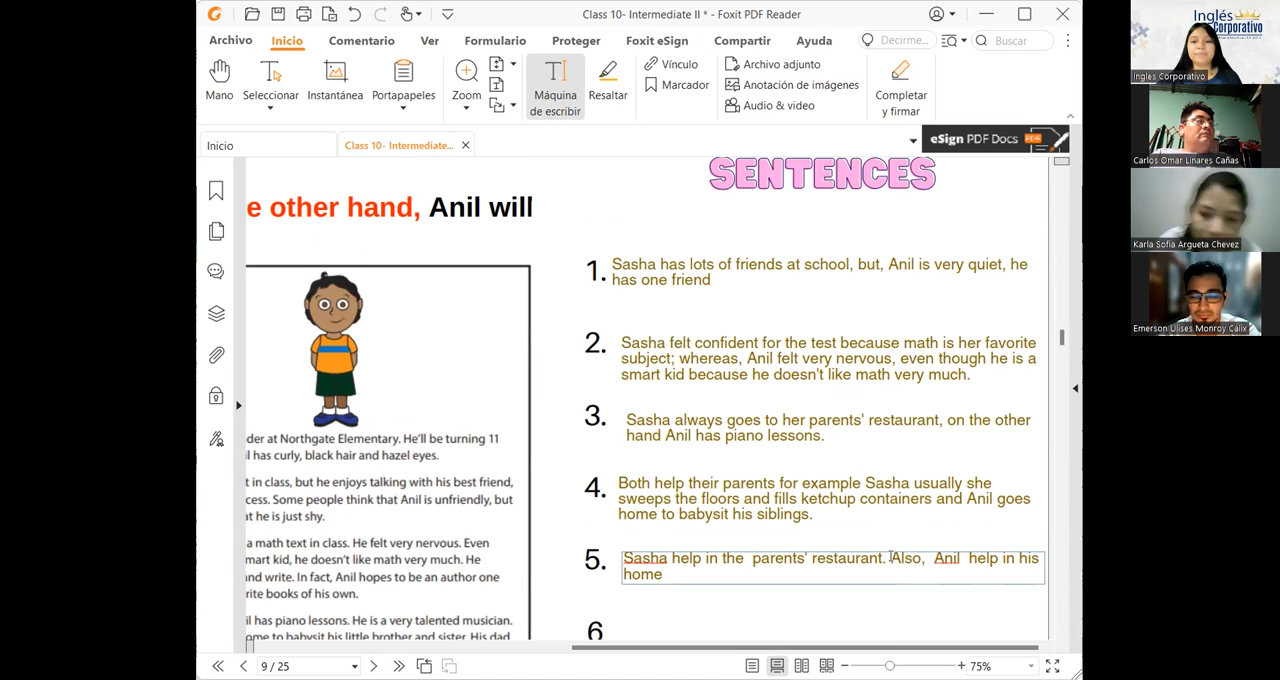 Class 10- Intermediate II * - Foxit PDF Reader
Archivo Inicio Comentario Ver Formulario Proteger Foxit eSign Compartir Ayuda Decirme... Buscar
Mano Seleccionar Instantánea Portapapeles Zoom Máquina de escribir Resaltar Vínculo Marcador Archivo adjunto Anotación de imágenes Audio & video Completar y firmar
Inicio Class 10- Intermediate... eSign PDF Docs
SENTENCES
e other hand, Anil will
1. Sasha has lots of friends at school, but, Anil is very quiet, he
has one friend
2. Sasha felt confident for the test because math is her favorite
subject; whereas, Anil felt very nervous, even though he is a
smart kid because he doesn't like math very much.
3. Sasha always goes to her parents' restaurant, on the other
hand Anil has piano lessons.
4. Both help their parents for example Sasha usually she
sweeps the floors and fills ketchup containers and Anil goes
home to babysit his siblings.
5. Sasha help in the parents' restaurant. Also, Anil help in his
home
6
der at Northgate Elementary. He'll be turning 11
il has curly, black hair and hazel eyes.
t in class, but he enjoys talking with his best friend,
cess. Some people think that Anil is unfriendly, but
at he is just shy.
a math text in class. He felt very nervous. Even
mart kid, he doesn't like math very much. He
and write. In fact, Anil hopes to be an author one
rite books of his own.
il has piano lessons. He is a very talented musician.
ome to babysit his little brother and sister. His dad
9 / 25
75%
Inglés
Corporativo
Ingles Corporativo
Carlos Omar Linares Cañas
Karla Sofia Argueta Chevez
Emerson Ulises Monroy Calix